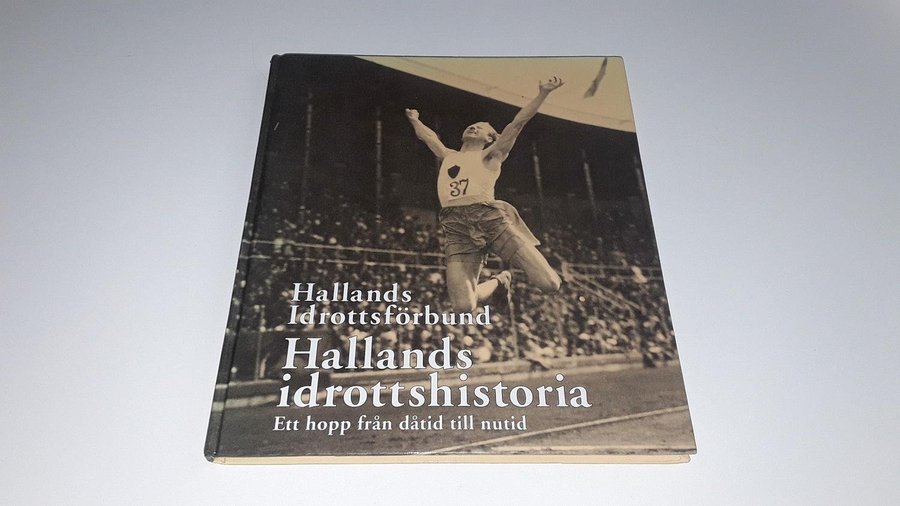 37
Hallands
Idrottsförbund
Hallands
idrottshistoria
Ett hopp från dåtid till nutid